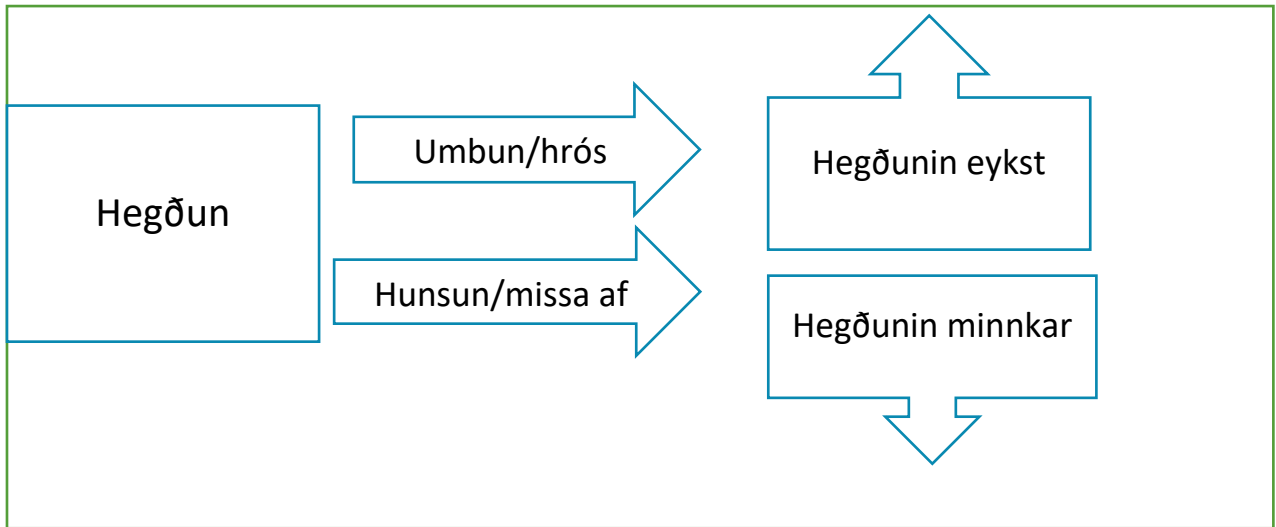 Hegðun
Umbun/hrós
Hegðunin eykst
Hunsun/missa af
Hegðunin minnkar